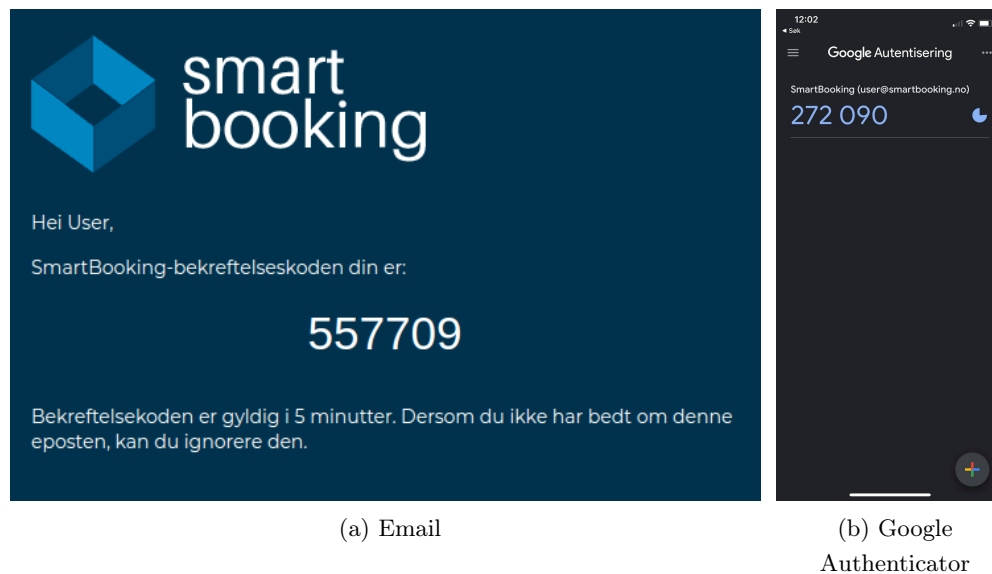 smart
booking
Hei User,
SmartBooking-bekreftelseskoden din er:
557709
Bekreftelsekoden er gyldig i 5 minutter. Dersom du ikke har bedt om denne
eposten, kan du ignorere den.
(a) Email
12:02
◂ Søk
Google Autentisering
SmartBooking (user@smartbooking.no)
272 090
(b) Google
Authenticator